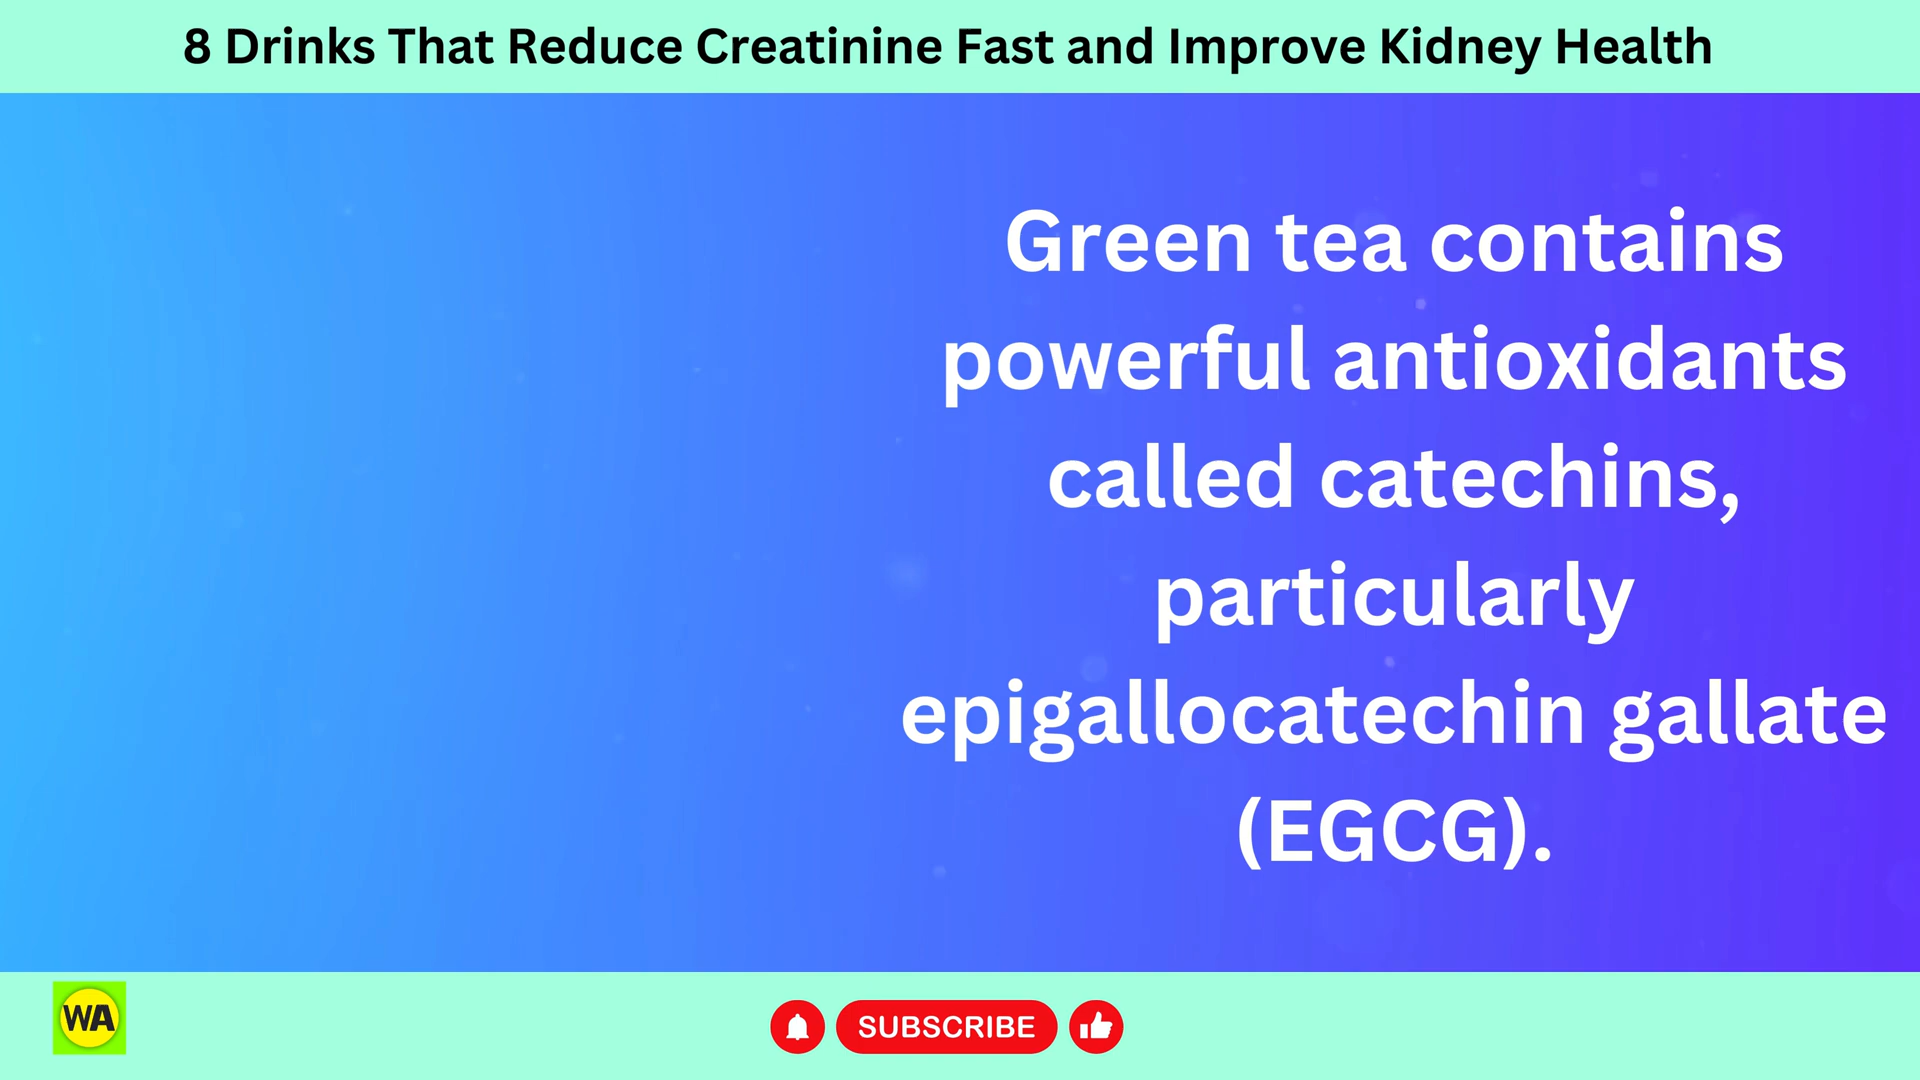 8 Drinks That Reduce Creatinine Fast and Improve Kidney Health
Green tea contains
powerful antioxidants
called catechins,
particularly
epigallocatechin gallate
(EGCG).
WA
SUBSCRIBE